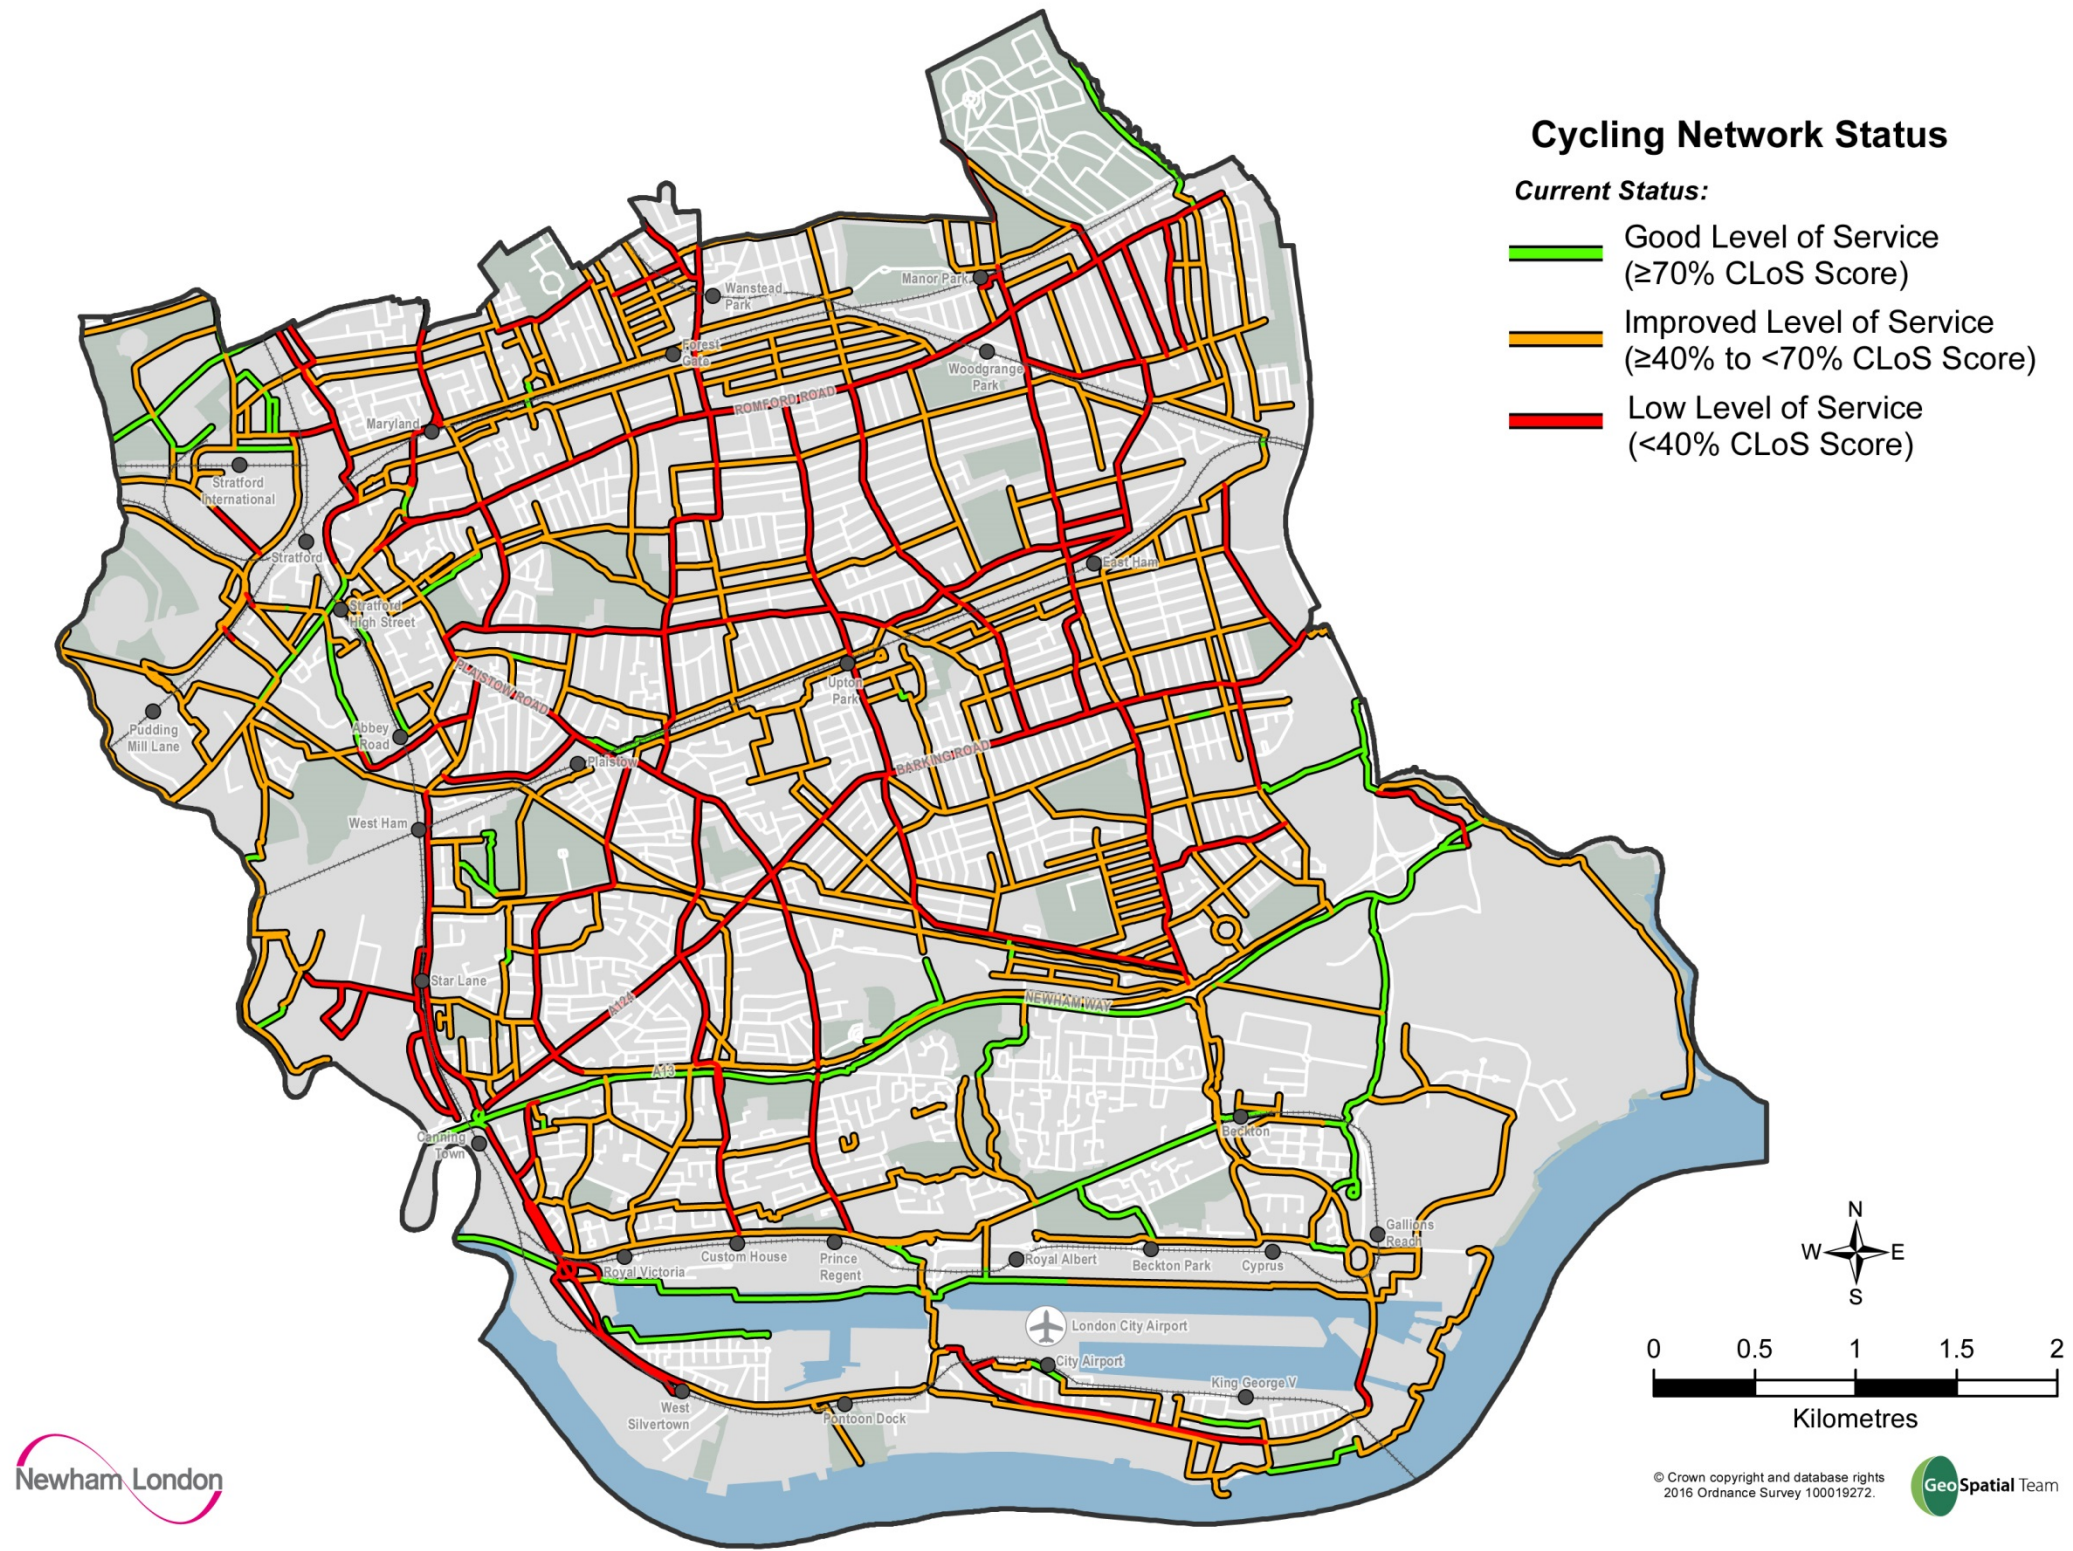 Cycling Network Status
Current Status:
Good Level of Service
(≥70% CLoS Score)
Improved Level of Service
(≥40% to <70% CLoS Score)
Low Level of Service
(<40% CLoS Score)
Manor Park
Wanstead
Park
Forest
Gate
Woodgrange
Park
ROMFORD ROAD
Maryland
Stratford
International
Stratford
East Ham
Stratford
High Street
PLAISTOW ROAD
Upton
Park
Pudding
Mill Lane
Abbey
Road
BARKING ROAD
Plaistow
West Ham
Star Lane
A124
NEWHAM WAY
A13
Canning
Town
Beckton
Gallions
Reach
Royal Victoria
Custom House
Prince
Regent
Royal Albert
Beckton Park
Cyprus
London City Airport
City Airport
King George V
West
Silvertown
Pontoon Dock
N
W
E
S
0 0.5 1 1.5 2
Kilometres
Newham London
© Crown copyright and database rights
2016 Ordnance Survey 100019272.
GeoSpatial Team